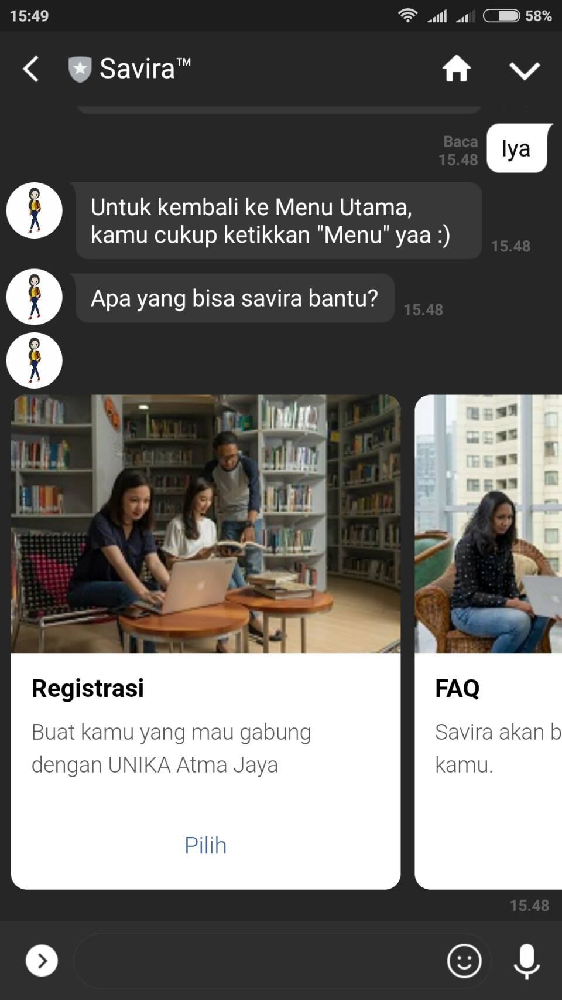 15:49
58%
Savira™
Baca
15.48
Iya
Untuk kembali ke Menu Utama,
kamu cukup ketikkan "Menu" yaa :)
15.48
Apa yang bisa savira bantu?
15.48
Registrasi
Buat kamu yang mau gabung
dengan UNIKA Atma Jaya
Pilih
FAQ
Savira akan b
kamu.
15.48